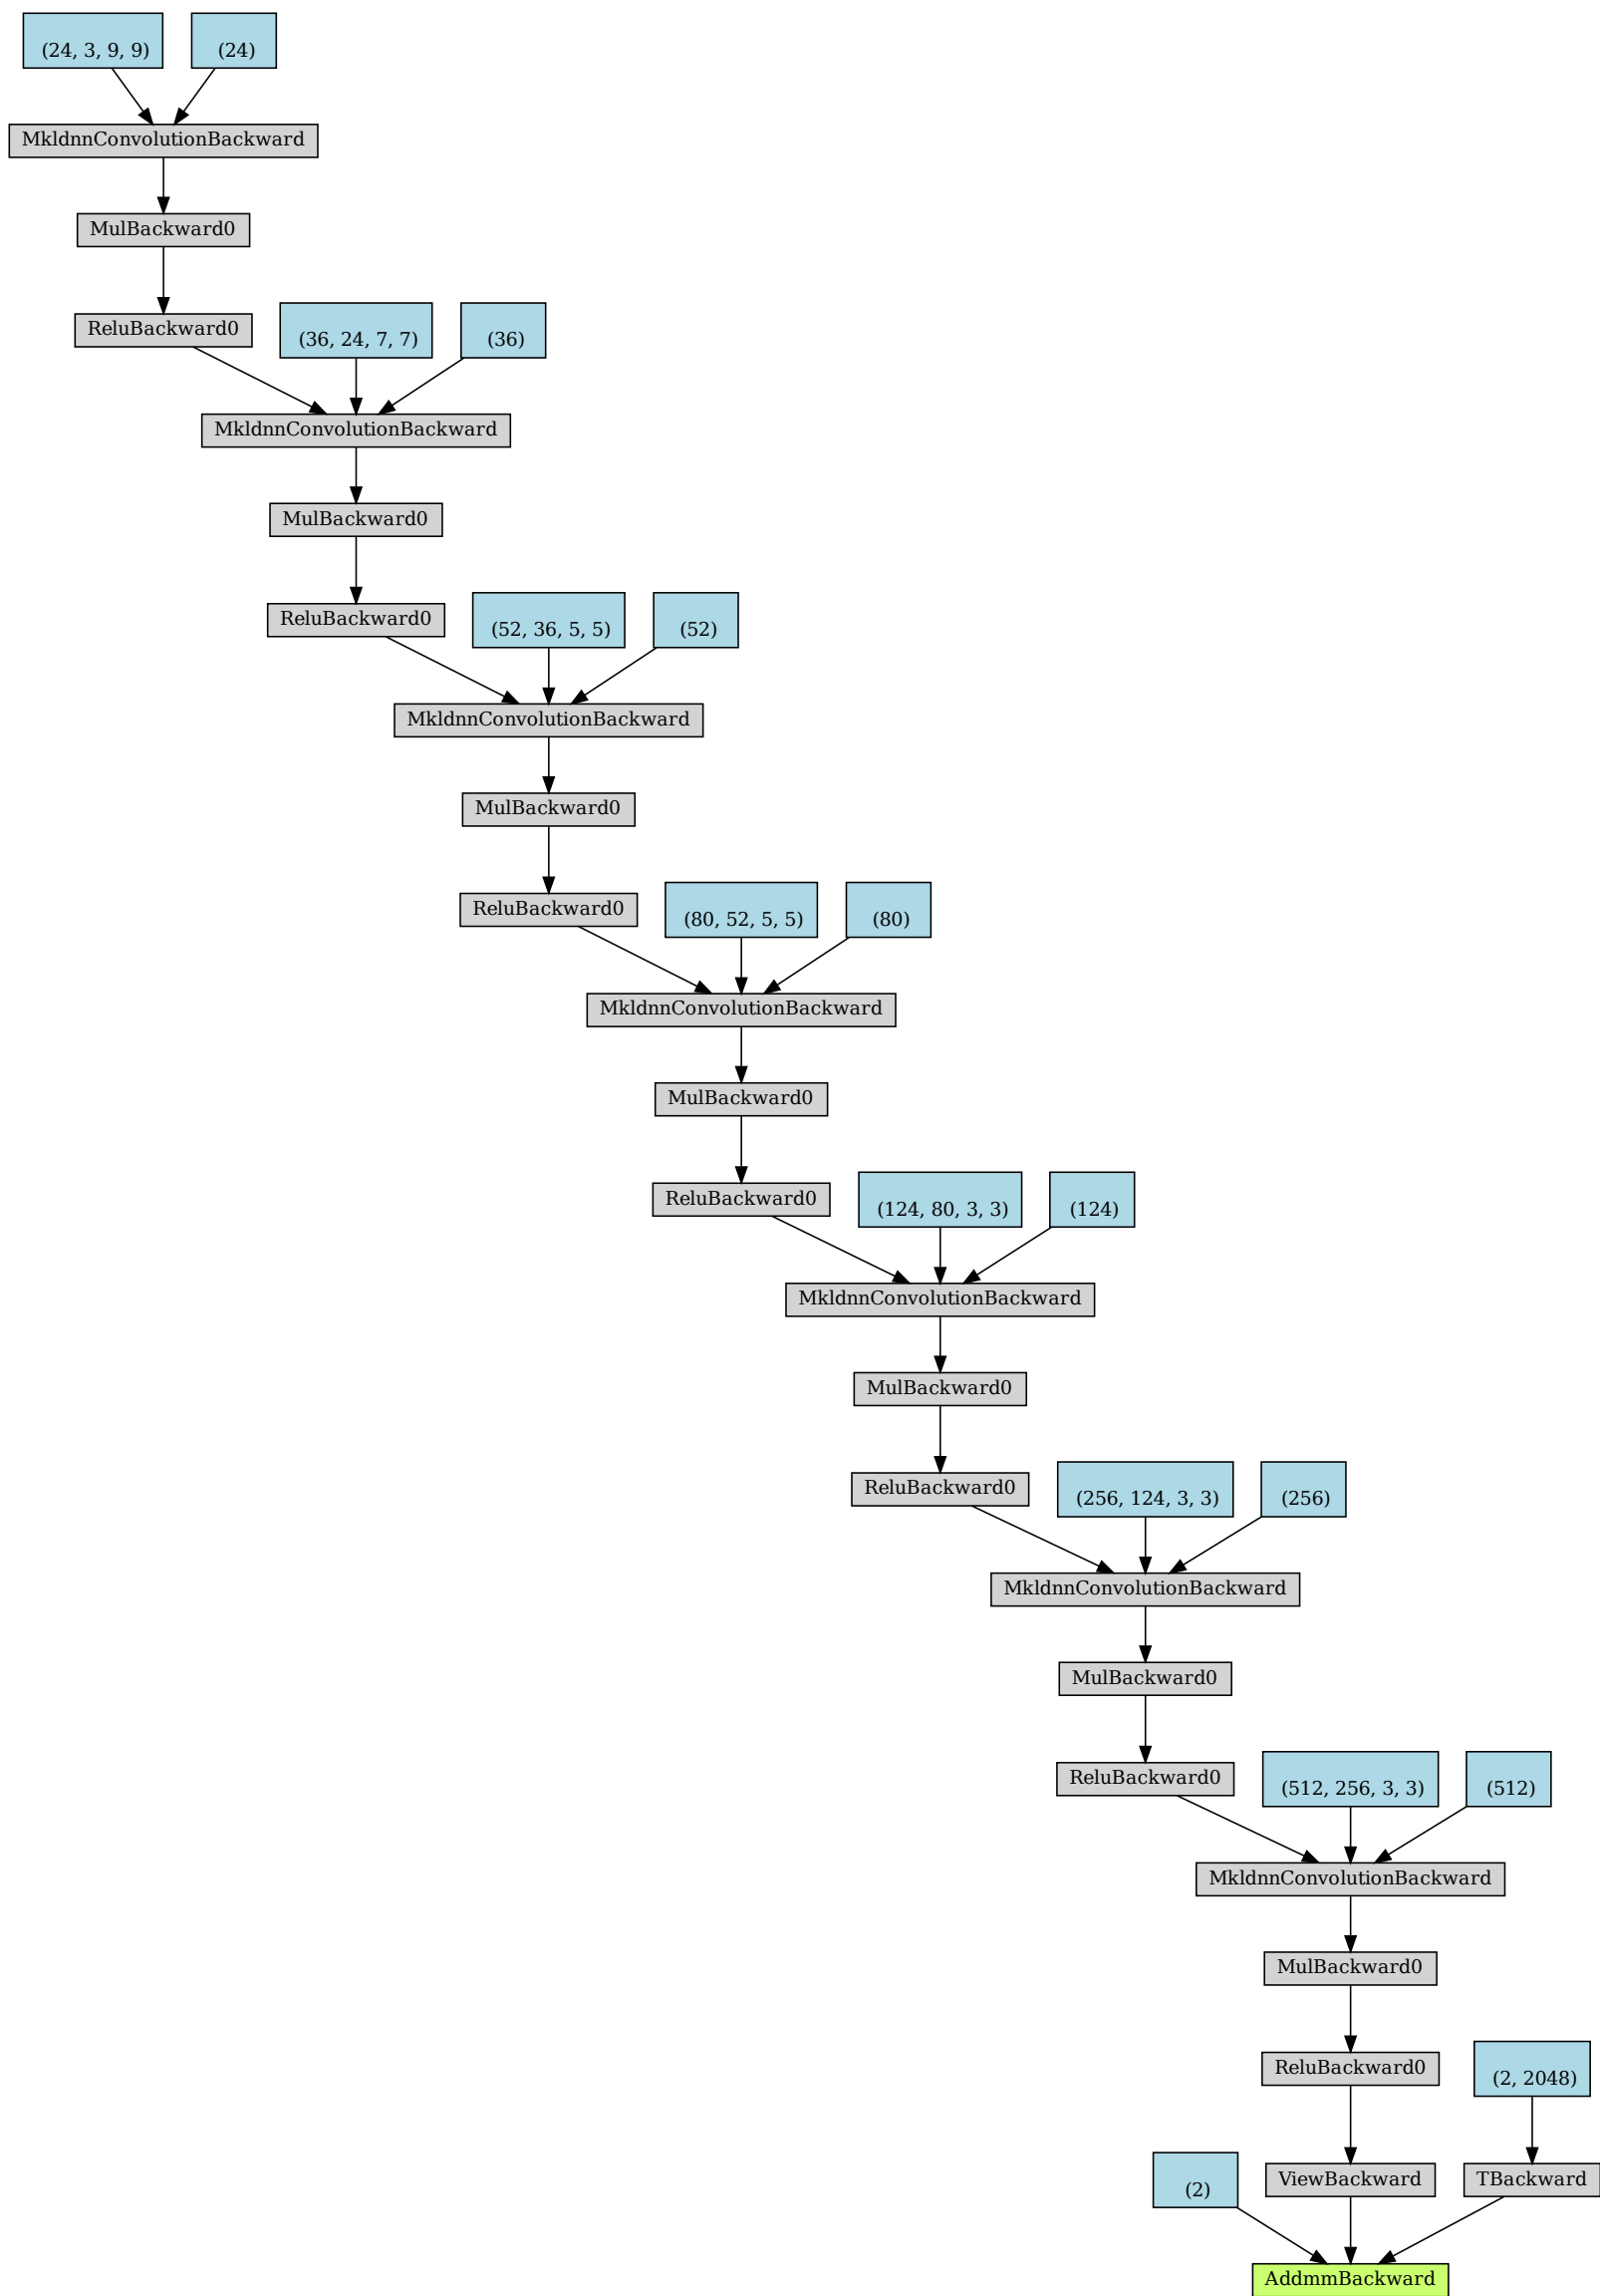 (24, 3, 9, 9)
(24)
MkldnnConvolutionBackward
MulBackward0
ReluBackward0
(36, 24, 7, 7)
(36)
MkldnnConvolutionBackward
MulBackward0
ReluBackward0
(52, 36, 5, 5)
(52)
MkldnnConvolutionBackward
MulBackward0
ReluBackward0
(80, 52, 5, 5)
(80)
MkldnnConvolutionBackward
MulBackward0
ReluBackward0
(124, 80, 3, 3)
(124)
MkldnnConvolutionBackward
MulBackward0
ReluBackward0
(256, 124, 3, 3)
(256)
MkldnnConvolutionBackward
MulBackward0
ReluBackward0
(512, 256, 3, 3)
(512)
MkldnnConvolutionBackward
MulBackward0
ReluBackward0
(2, 2048)
(2)
ViewBackward
TBackward
AddmmBackward